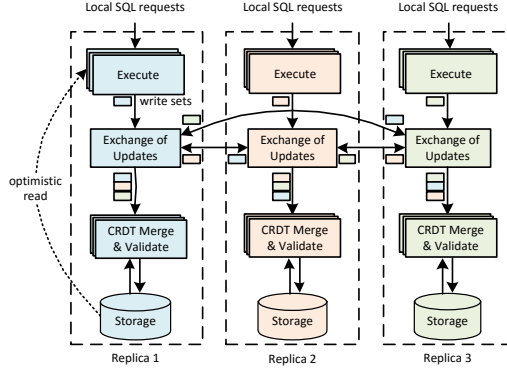 Local SQL requests
Local SQL requests
Local SQL requests
Execute
Execute
Execute
write sets
Exchange of
Updates
Exchange of
Updates
Exchange of
Updates
optimistic
read
CRDT Merge
& Validate
CRDT Merge
& Validate
CRDT Merge
& Validate
Storage
Storage
Storage
Replica 1
Replica 2
Replica 3